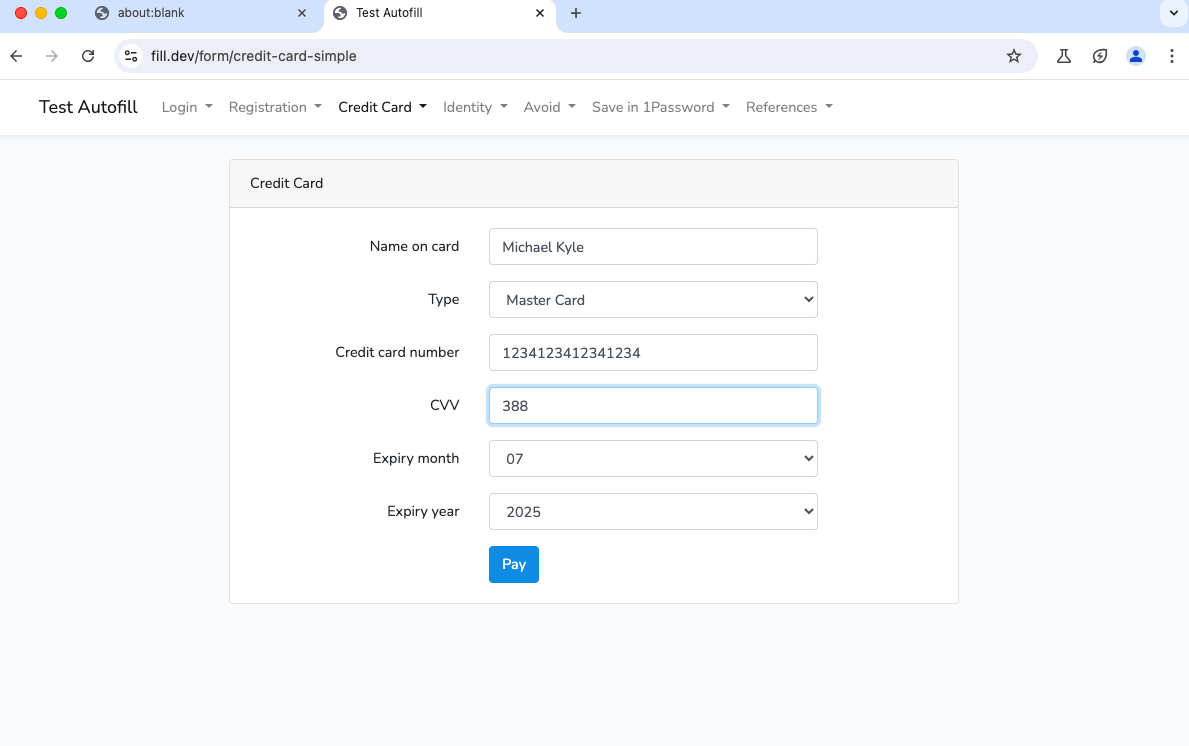 about:blank
Test Autofill
fill.dev/form/credit-card-simple
Test Autofill Login Registration Credit Card Identity Avoid Save in 1Password References
Credit Card
Name on card Michael Kyle
Type Master Card
Credit card number 1234123412341234
CVV 388
Expiry month 07
Expiry year 2025
Pay